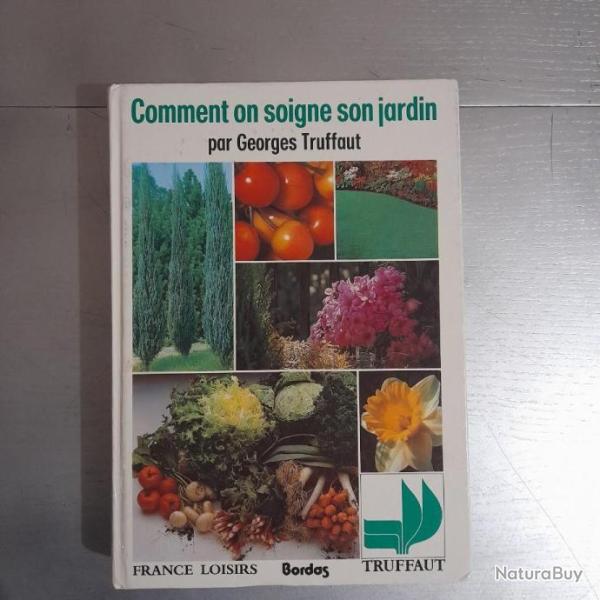 Comment on soigne son jardin
par Georges Truffaut
FRANCE LOISIRS Bordas TRUFFAUT
NaturaBuy